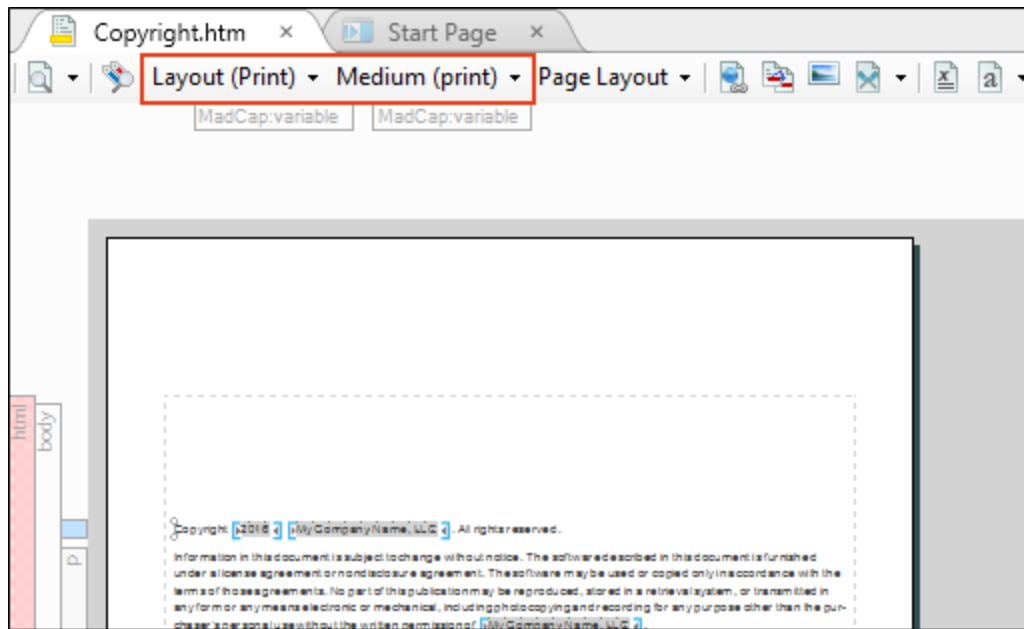 Copyright.htm × Start Page ×
Layout (Print) Medium (print) Page Layout x a
MadCap:variable MadCap:variable
html
body
Copyright 2016 My Company Name, LLC . All rights reserved.
p
Information in this document is subject to change without notice. The software described in this document is furnished
under a license agreement or nondisclosure agreement. The software may be used or copied only in accordance with the
terms of those agreements. No part of this publication may be reproduced, stored in a retrieval system, or transmitted in
any form or any means electronic or mechanical, including photocopying and recording for any purpose other than the pur-
chaser's personal use without the written permission of My Company Name, LLC .